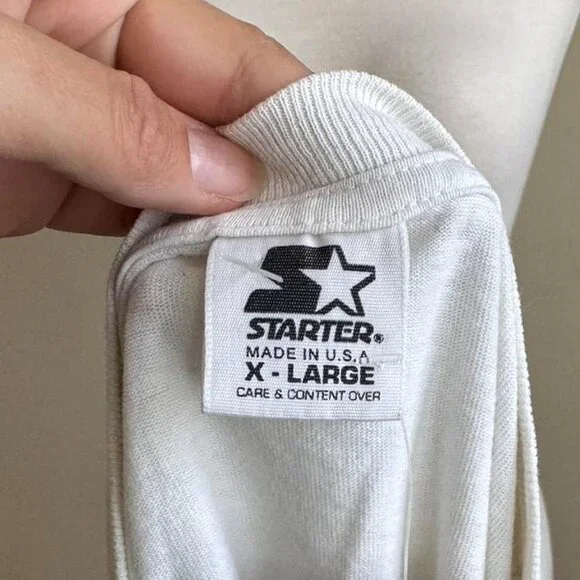 STARTER®
MADE IN U.S.A
X - LARGE
CARE & CONTENT OVER